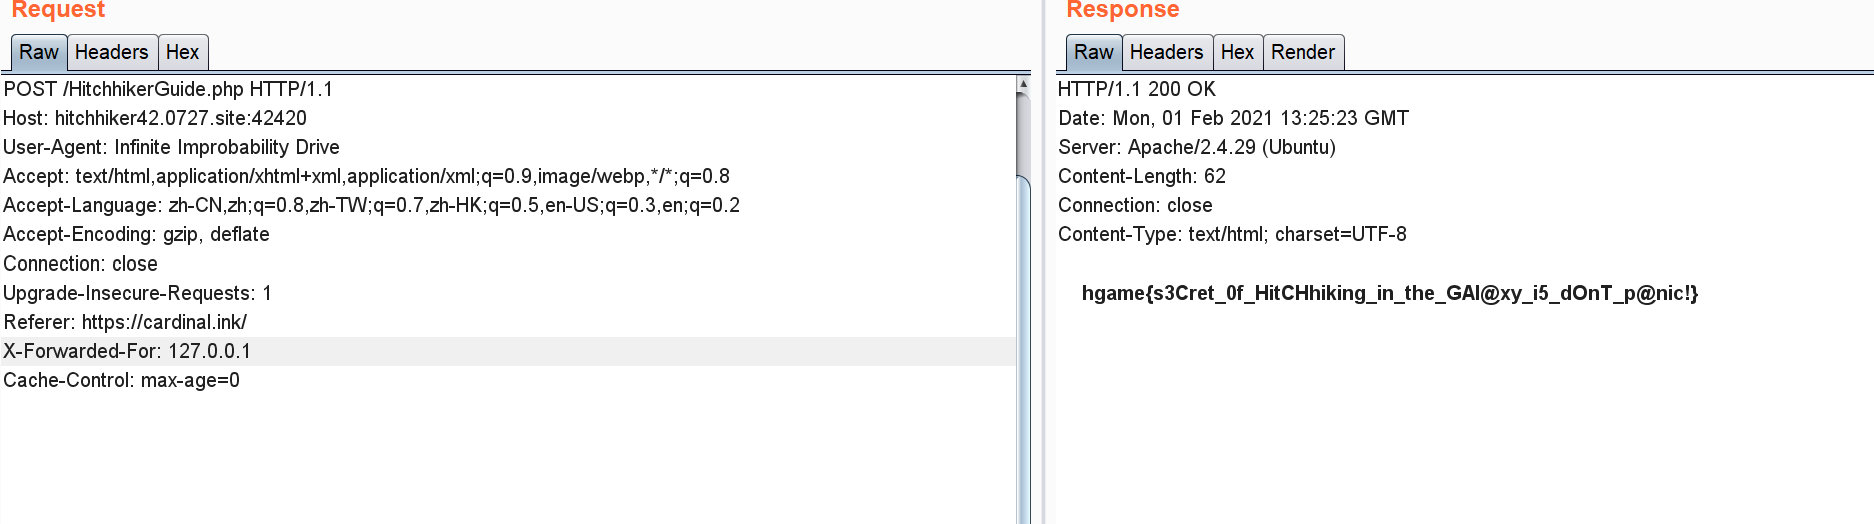 Request
Raw Headers Hex
POST /HitchhikerGuide.php HTTP/1.1
Host: hitchhiker42.0727.site:42420
User-Agent: Infinite Improbability Drive
Accept: text/html,application/xhtml+xml,application/xml;q=0.9,image/webp,*/*;q=0.8
Accept-Language: zh-CN,zh;q=0.8,zh-TW;q=0.7,zh-HK;q=0.5,en-US;q=0.3,en;q=0.2
Accept-Encoding: gzip, deflate
Connection: close
Upgrade-Insecure-Requests: 1
Referer: https://cardinal.ink/
X-Forwarded-For: 127.0.0.1
Cache-Control: max-age=0
Response
Raw Headers Hex Render
HTTP/1.1 200 OK
Date: Mon, 01 Feb 2021 13:25:23 GMT
Server: Apache/2.4.29 (Ubuntu)
Content-Length: 62
Connection: close
Content-Type: text/html; charset=UTF-8
hgame{s3Cret_0f_HitCHhiking_in_the_GAl@xy_i5_dOnT_p@nic!}